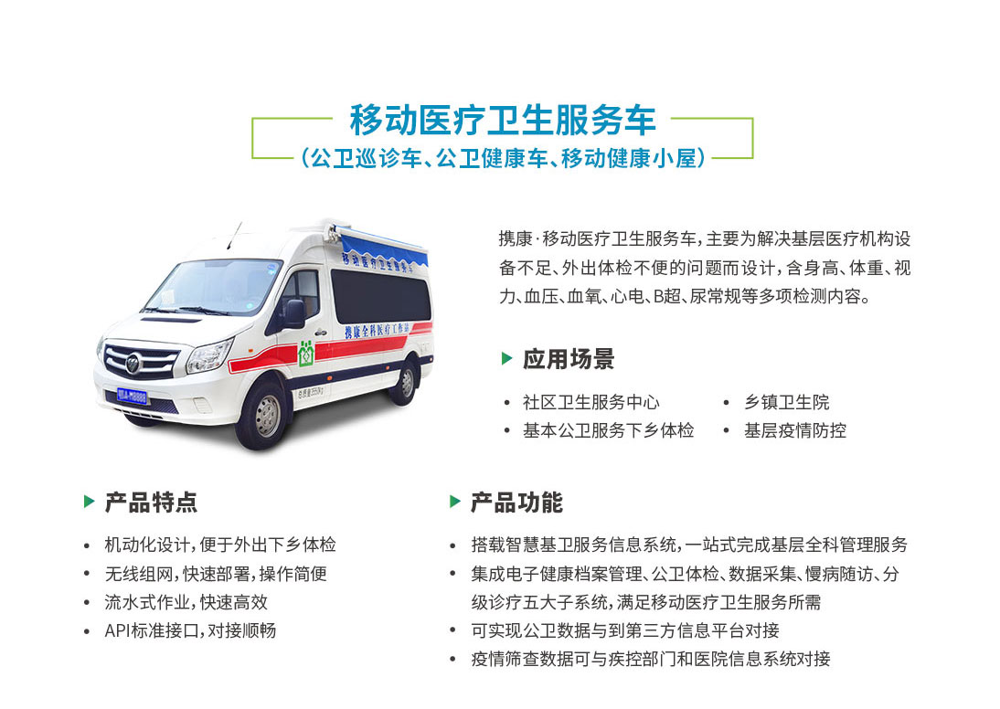 移动医疗卫生服务车
（公卫巡诊车、公卫健康车、移动健康小屋）
移动医疗卫生服务车
携康全科医疗工作站
总质量3550kg
携康·移动医疗卫生服务车，主要为解决基层医疗机构设
备不足、外出体检不便的问题而设计，含身高、体重、视
力、血压、血氧、心电、B超、尿常规等多项检测内容。
应用场景
• 社区卫生服务中心
• 乡镇卫生院
• 基本公卫服务下乡体检
• 基层疫情防控
产品特点
• 机动化设计，便于外出下乡体检
• 无线组网，快速部署，操作简便
• 流水式作业，快速高效
• API标准接口，对接顺畅
产品功能
• 搭载智慧基卫服务信息系统，一站式完成基层全科管理服务
• 集成电子健康档案管理、公卫体检、数据采集、慢病随访、分
级诊疗五大子系统，满足移动医疗卫生服务所需
• 可实现公卫数据与到第三方信息平台对接
• 疫情筛查数据可与疾控部门和医院信息系统对接